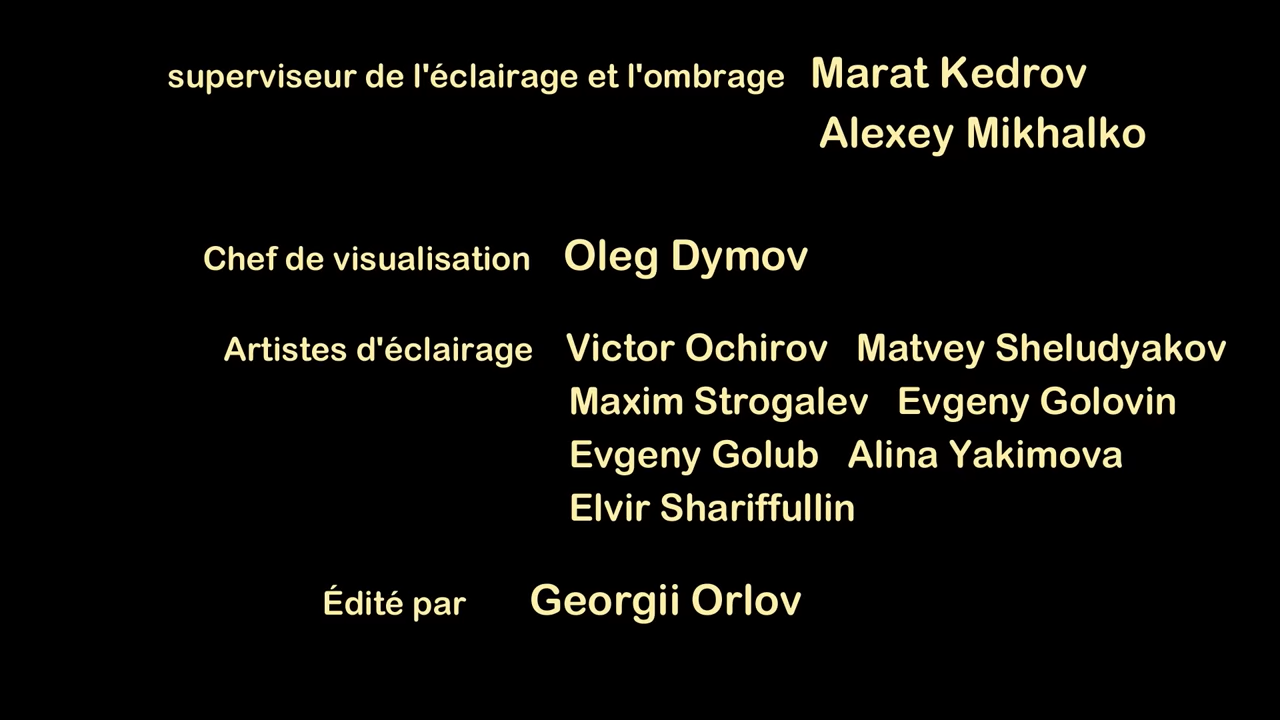 superviseur de l'éclairage et l'ombrage Marat Kedrov
Alexey Mikhalko
Chef de visualisation Oleg Dymov
Artistes d'éclairage Victor Ochirov Matvey Sheludyakov
Maxim Strogalev Evgeny Golovin
Evgeny Golub Alina Yakimova
Elvir Shariffullin
Édité par Georgii Orlov